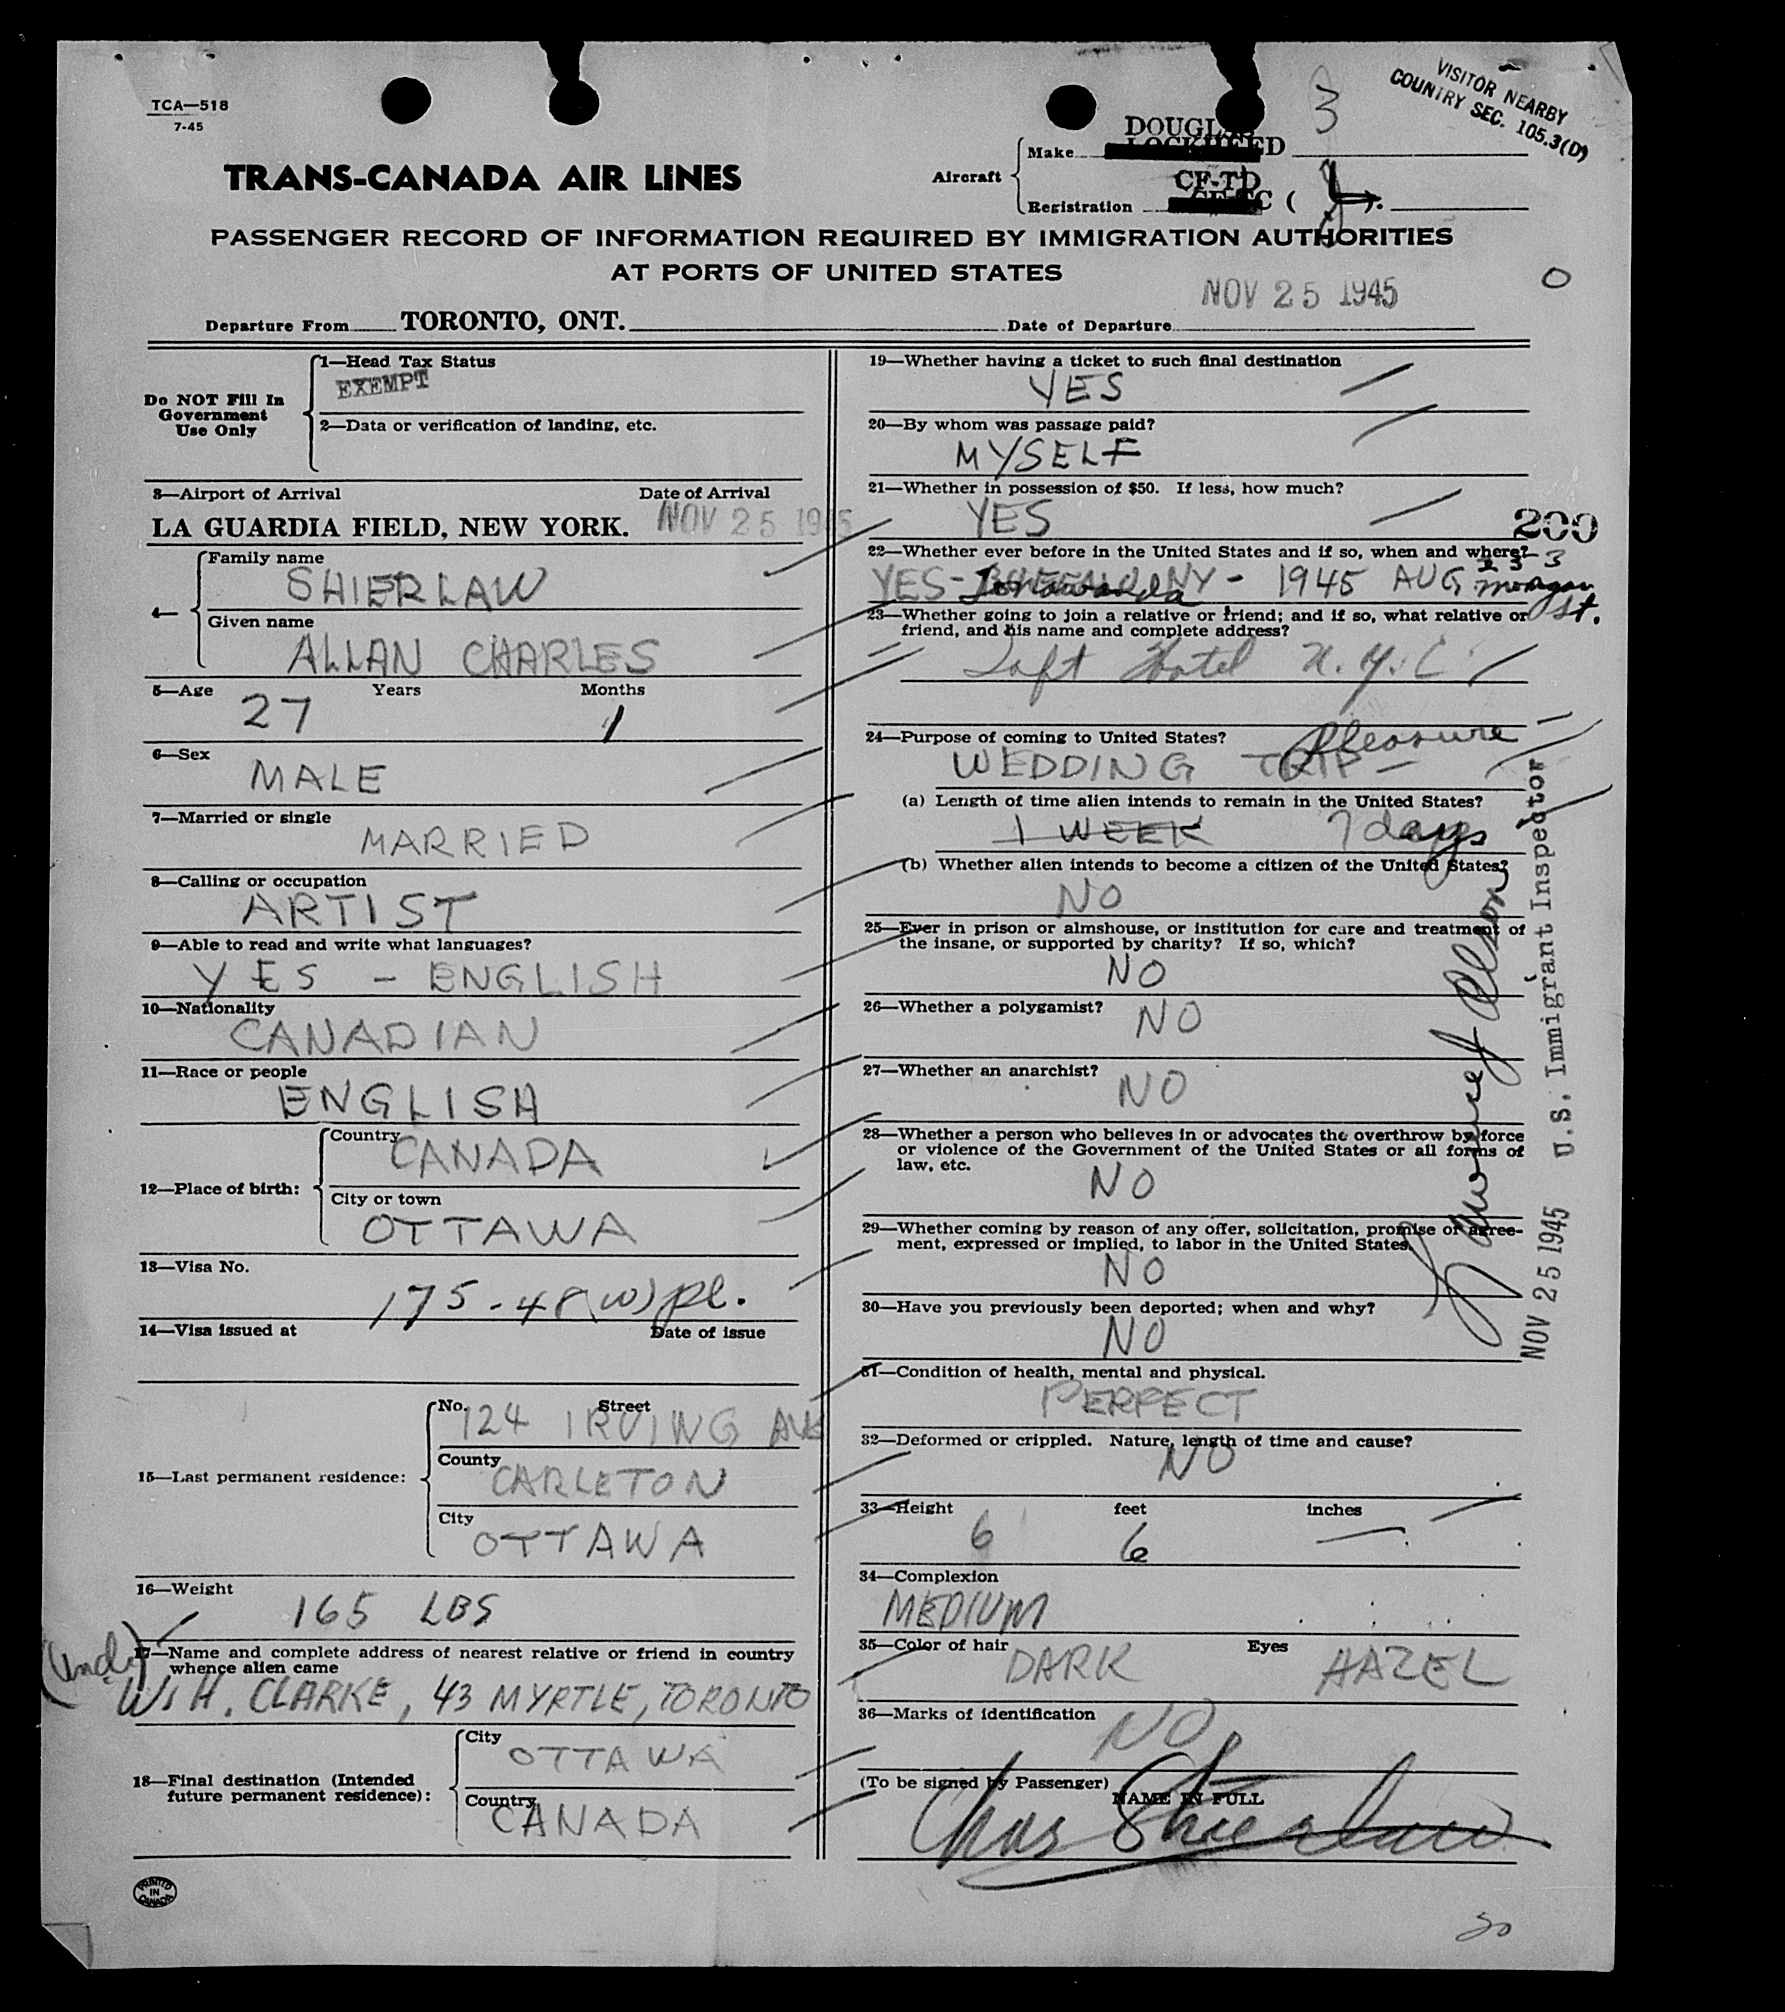 VISITOR NEARBY
COUNTRY SEC. 105.3(D)
TCA—518
7-45
3
TRANS-CANADA AIR LINES
Aircraft
Make DOUGLAS LOCKHEED
CF-TD
Registration C ( ).
PASSENGER RECORD OF INFORMATION REQUIRED BY IMMIGRATION AUTHORITIES
AT PORTS OF UNITED STATES
NOV 25 1945
0
Departure From TORONTO, ONT. Date of Departure
Do NOT Fill In
Government
Use Only
1—Head Tax Status
EXEMPT
2—Data or verification of landing, etc.
3—Airport of Arrival Date of Arrival
LA GUARDIA FIELD, NEW YORK. NOV 25 1945
4—
Family name
SHIERLAW
Given name
ALLAN CHARLES
5—Age Years Months
27 1
6—Sex
MALE
7—Married or single
MARRIED
8—Calling or occupation
ARTIST
9—Able to read and write what languages?
YES - ENGLISH
10—Nationality
CANADIAN
11—Race or people
ENGLISH
12—Place of birth:
Country
CANADA
City or town
OTTAWA
13—Visa No.
175-48(W) pl.
14—Visa issued at Date of issue
15—Last permanent residence:
No. Street
124 IRVING AVE
County
CARLETON
City
OTTAWA
16—Weight
165 LBS
(Uncle)
17—Name and complete address of nearest relative or friend in country
whence alien came
W. H. CLARKE, 43 MYRTLE, TORONTO
18—Final destination (Intended
future permanent residence):
City
OTTAWA
Country
CANADA
PRINTED
IN
CANADA
19—Whether having a ticket to such final destination
YES
20—By whom was passage paid?
MYSELF
21—Whether in possession of $50. If less, how much?
YES
200
22—Whether ever before in the United States and if so, when and where?
233
YES - BUFFALO NY - 1945 AUG Morgan
Tonawanda
St.
23—Whether going to join a relative or friend; and if so, what relative or
friend, and his name and complete address?
Taft Hotel N.Y.C.
24—Purpose of coming to United States?
Pleasure
WEDDING TRIP -
(a) Length of time alien intends to remain in the United States?
1 WEEK 7 days
(b) Whether alien intends to become a citizen of the United States?
NO
25—Ever in prison or almshouse, or institution for care and treatment of
the insane, or supported by charity? If so, which?
NO
26—Whether a polygamist?
NO
27—Whether an anarchist?
NO
28—Whether a person who believes in or advocates the overthrow by force
or violence of the Government of the United States or all forms of
law, etc.
NO
29—Whether coming by reason of any offer, solicitation, promise or agree-
ment, expressed or implied, to labor in the United States.
NO
30—Have you previously been deported; when and why?
NO
31—Condition of health, mental and physical.
PERFECT
32—Deformed or crippled. Nature, length of time and cause?
NO
33—Height feet inches
6 6 —
34—Complexion
MEDIUM
35—Color of hair Eyes
DARK HAZEL
36—Marks of identification
NO
(To be signed by Passenger)
NAME IN FULL
Chas Shierlaw
NOV 25 1945 U.S. Immigrant Inspector
30